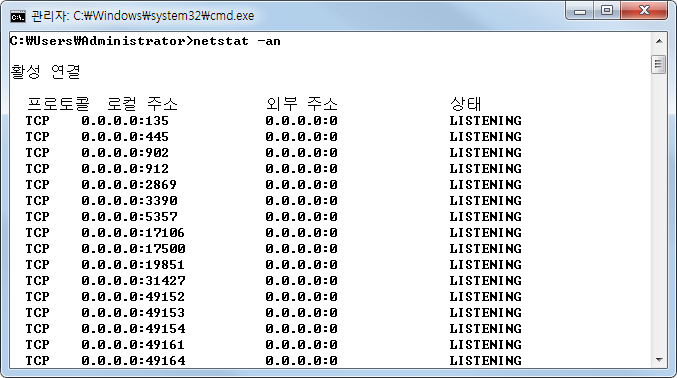 관리자: C:₩Windows₩system32₩cmd.exe
C:₩Users₩Administrator>netstat -an
활성 연결
프로토콜 로컬 주소 외부 주소 상태
TCP 0.0.0.0:135 0.0.0.0:0 LISTENING
TCP 0.0.0.0:445 0.0.0.0:0 LISTENING
TCP 0.0.0.0:902 0.0.0.0:0 LISTENING
TCP 0.0.0.0:912 0.0.0.0:0 LISTENING
TCP 0.0.0.0:2869 0.0.0.0:0 LISTENING
TCP 0.0.0.0:3390 0.0.0.0:0 LISTENING
TCP 0.0.0.0:5357 0.0.0.0:0 LISTENING
TCP 0.0.0.0:17106 0.0.0.0:0 LISTENING
TCP 0.0.0.0:17500 0.0.0.0:0 LISTENING
TCP 0.0.0.0:19851 0.0.0.0:0 LISTENING
TCP 0.0.0.0:31427 0.0.0.0:0 LISTENING
TCP 0.0.0.0:49152 0.0.0.0:0 LISTENING
TCP 0.0.0.0:49153 0.0.0.0:0 LISTENING
TCP 0.0.0.0:49154 0.0.0.0:0 LISTENING
TCP 0.0.0.0:49161 0.0.0.0:0 LISTENING
TCP 0.0.0.0:49164 0.0.0.0:0 LISTENING